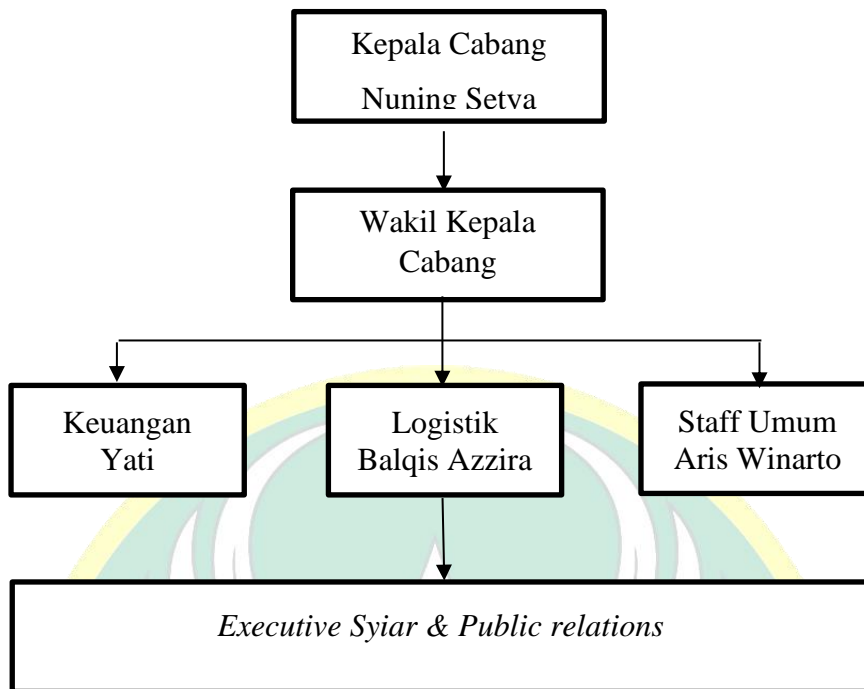 Kepala Cabang
Nuning Setya
Wakil Kepala
Cabang
Keuangan
Yati
Logistik
Balqis Azzira
Staff Umum
Aris Winarto
Executive Syiar & Public relations